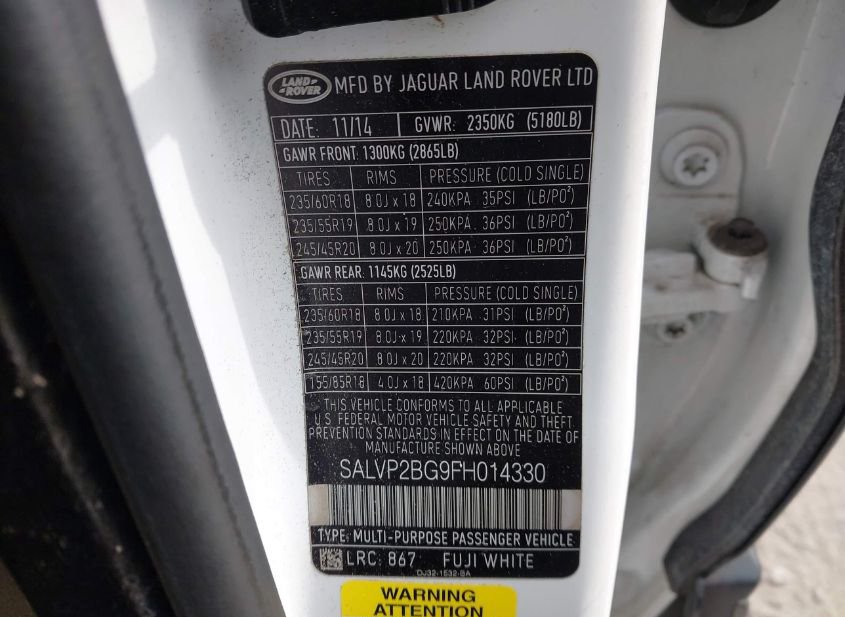 LAND-
-ROVER
MFD BY JAGUAR LAND ROVER LTD
DATE: 11/14 GVWR: 2350KG (5180LB)
GAWR FRONT: 1300KG (2865LB)
TIRES RIMS PRESSURE (COLD SINGLE)
235/60R18 8.0J x 18 240KPA 35PSI (LB/PO²)
235/55R19 8.0J x 19 250KPA 36PSI (LB/PO²)
245/45R20 8.0J x 20 250KPA 36PSI (LB/PO²)
GAWR REAR: 1145KG (2525LB)
TIRES RIMS PRESSURE (COLD SINGLE)
235/60R18 8.0J x 18 210KPA 31PSI (LB/PO²)
235/55R19 8.0J x 19 220KPA 32PSI (LB/PO²)
245/45R20 8.0J x 20 220KPA 32PSI (LB/PO²)
155/85R18 4.0J x 18 420KPA 60PSI (LB/PO²)
THIS VEHICLE CONFORMS TO ALL APPLICABLE
U.S. FEDERAL MOTOR VEHICLE SAFETY AND THEFT
PREVENTION STANDARDS IN EFFECT ON THE DATE OF
MANUFACTURE SHOWN ABOVE
SALVP2BG9FH014330
TYPE: MULTI-PURPOSE PASSENGER VEHICLE
LRC: 867 FUJI WHITE
DJ32-1532-BA
WARNING
ATTENTION